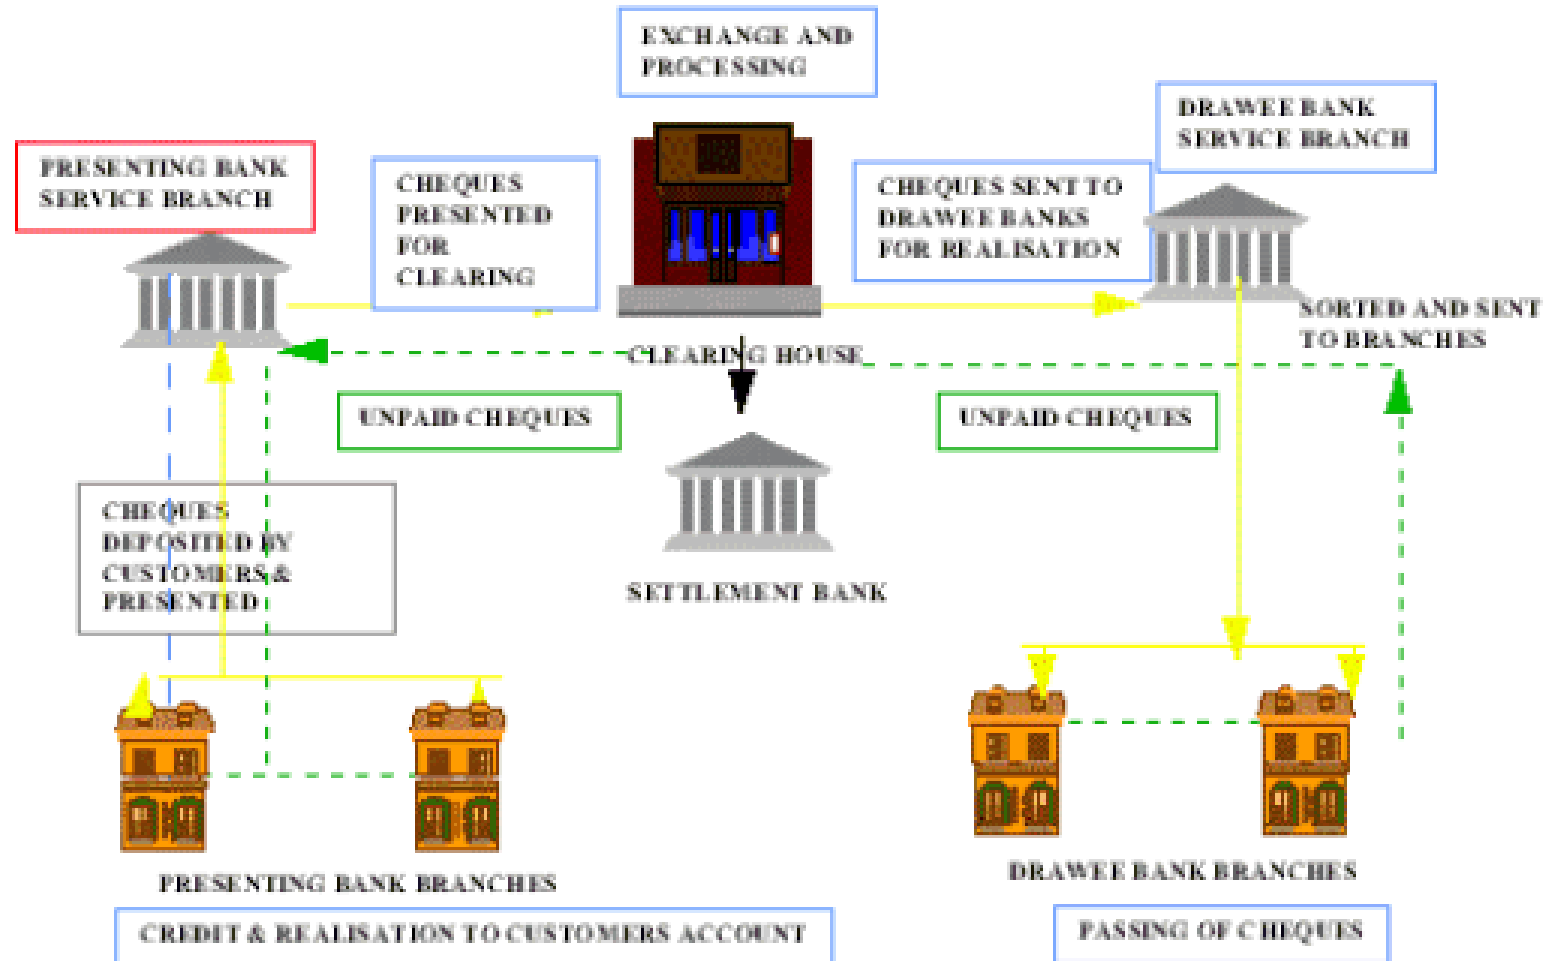 EXCHANGE AND
PROCESSING
DRAWEE BANK
SERVICE BRANCH
PRESENTING BANK
SERVICE BRANCH
CHEQUES
PRESENTED
FOR
CLEARING
CHEQUES SENT TO
DRAWEE BANKS
FOR REALISATION
SORTED AND SENT
TO BRANCHES
CLEARING HOUSE
UNPAID CHEQUES
UNPAID CHEQUES
CHEQUES
DEPOSITED BY
CUSTOMERS &
PRESENTED
SETTLEMENT BANK
PRESENTING BANK BRANCHES
DRAWEE BANK BRANCHES
CREDIT & REALISATION TO CUSTOMERS ACCOUNT
PASSING OF CHEQUES